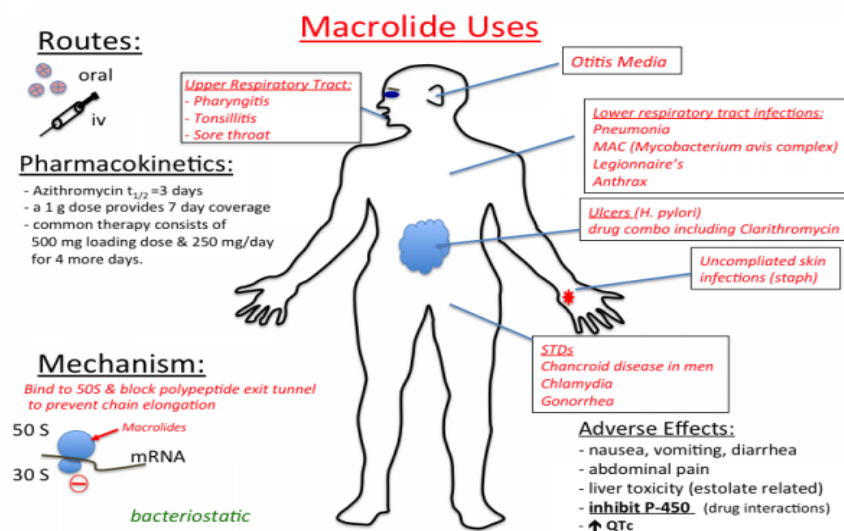 Macrolide Uses
Routes:
oral
iv
Pharmacokinetics:
- Azithromycin t1/2 =3 days
- a 1 g dose provides 7 day coverage
- common therapy consists of
500 mg loading dose & 250 mg/day
for 4 more days.
Mechanism:
Bind to 50S & block polypeptide exit tunnel
to prevent chain elongation
Macrolides
50 S
mRNA
30 S
bacteriostatic
Upper Respiratory Tract:
- Pharyngitis
- Tonsillitis
- Sore throat
Otitis Media
Lower respiratory tract infections:
Pneumonia
MAC (Mycobacterium avis complex)
Legionnaire's
Anthrax
Ulcers (H. pylori)
drug combo including Clarithromycin
Uncompliated skin
infections (staph)
STDs
Chancroid disease in men
Chlamydia
Gonorrhea
Adverse Effects:
- nausea, vomiting, diarrhea
- abdominal pain
- liver toxicity (estolate related)
- inhibit P-450 (drug interactions)
- ↑ QTc